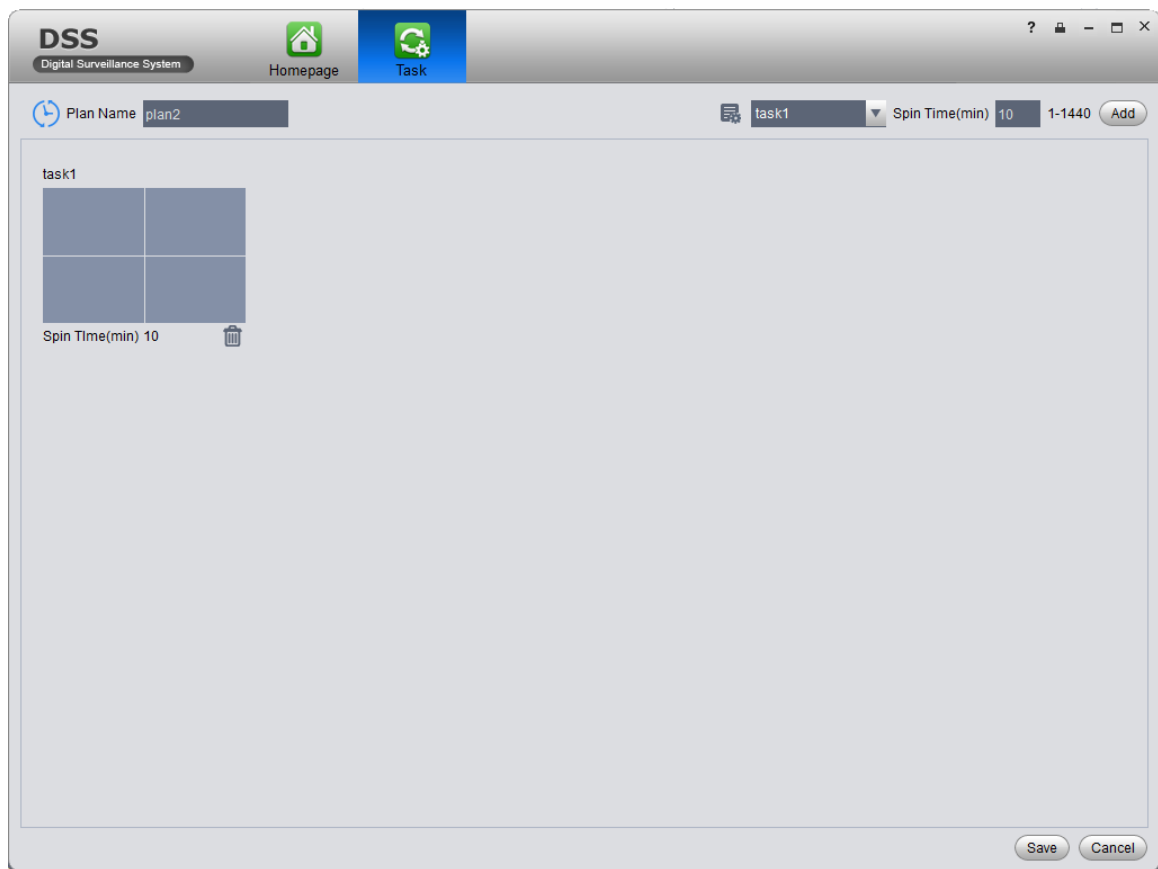 DSS
Digital Surveillance System
Homepage
Task
?
Plan Name plan2
task1 Spin Time(min) 10 1-1440 Add
task1
Spin TIme(min) 10
Save Cancel